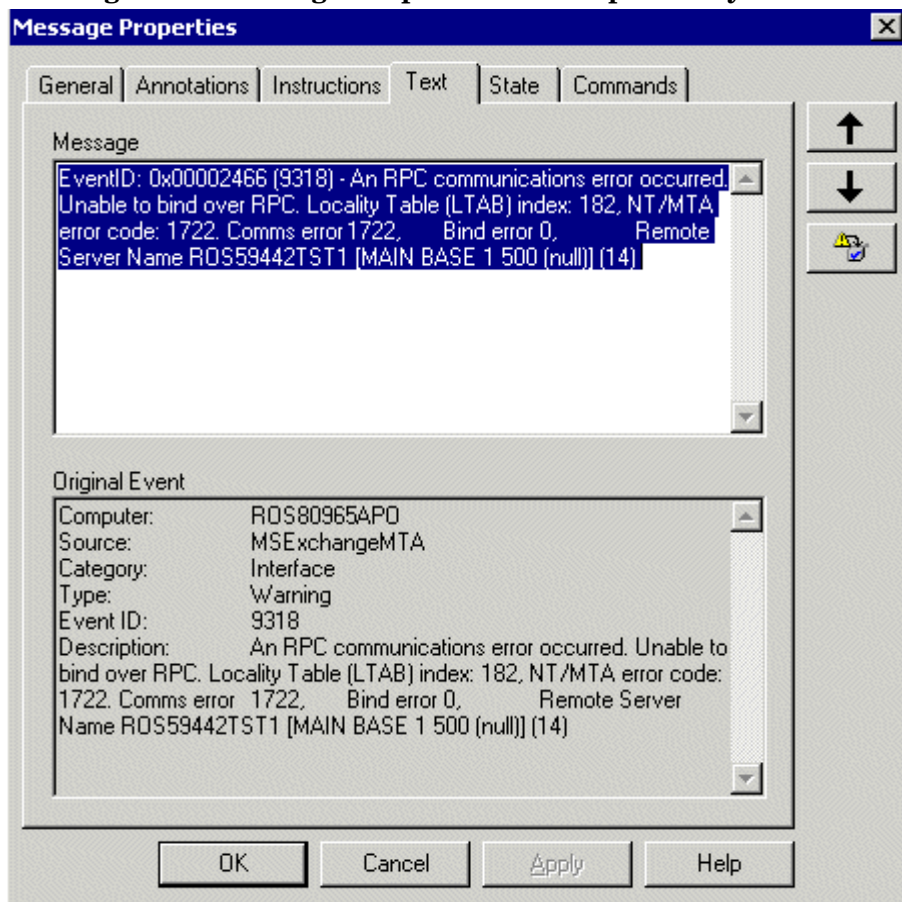 Message Properties
General Annotations Instructions Text State Commands
Message
EventID: 0x00002466 (9318) - An RPC communications error occurred.
Unable to bind over RPC. Locality Table (LTAB) index: 182, NT/MTA
error code: 1722. Comms error 1722, Bind error 0, Remote
Server Name ROS59442TST1 [MAIN BASE 1 500 (null)] (14)
Original Event
Computer: ROS80965APO
Source: MSExchangeMTA
Category: Interface
Type: Warning
Event ID: 9318
Description: An RPC communications error occurred. Unable to
bind over RPC. Locality Table (LTAB) index: 182, NT/MTA error code:
1722. Comms error 1722, Bind error 0, Remote Server
Name ROS59442TST1 [MAIN BASE 1 500 (null)] (14)
OK Cancel Apply Help